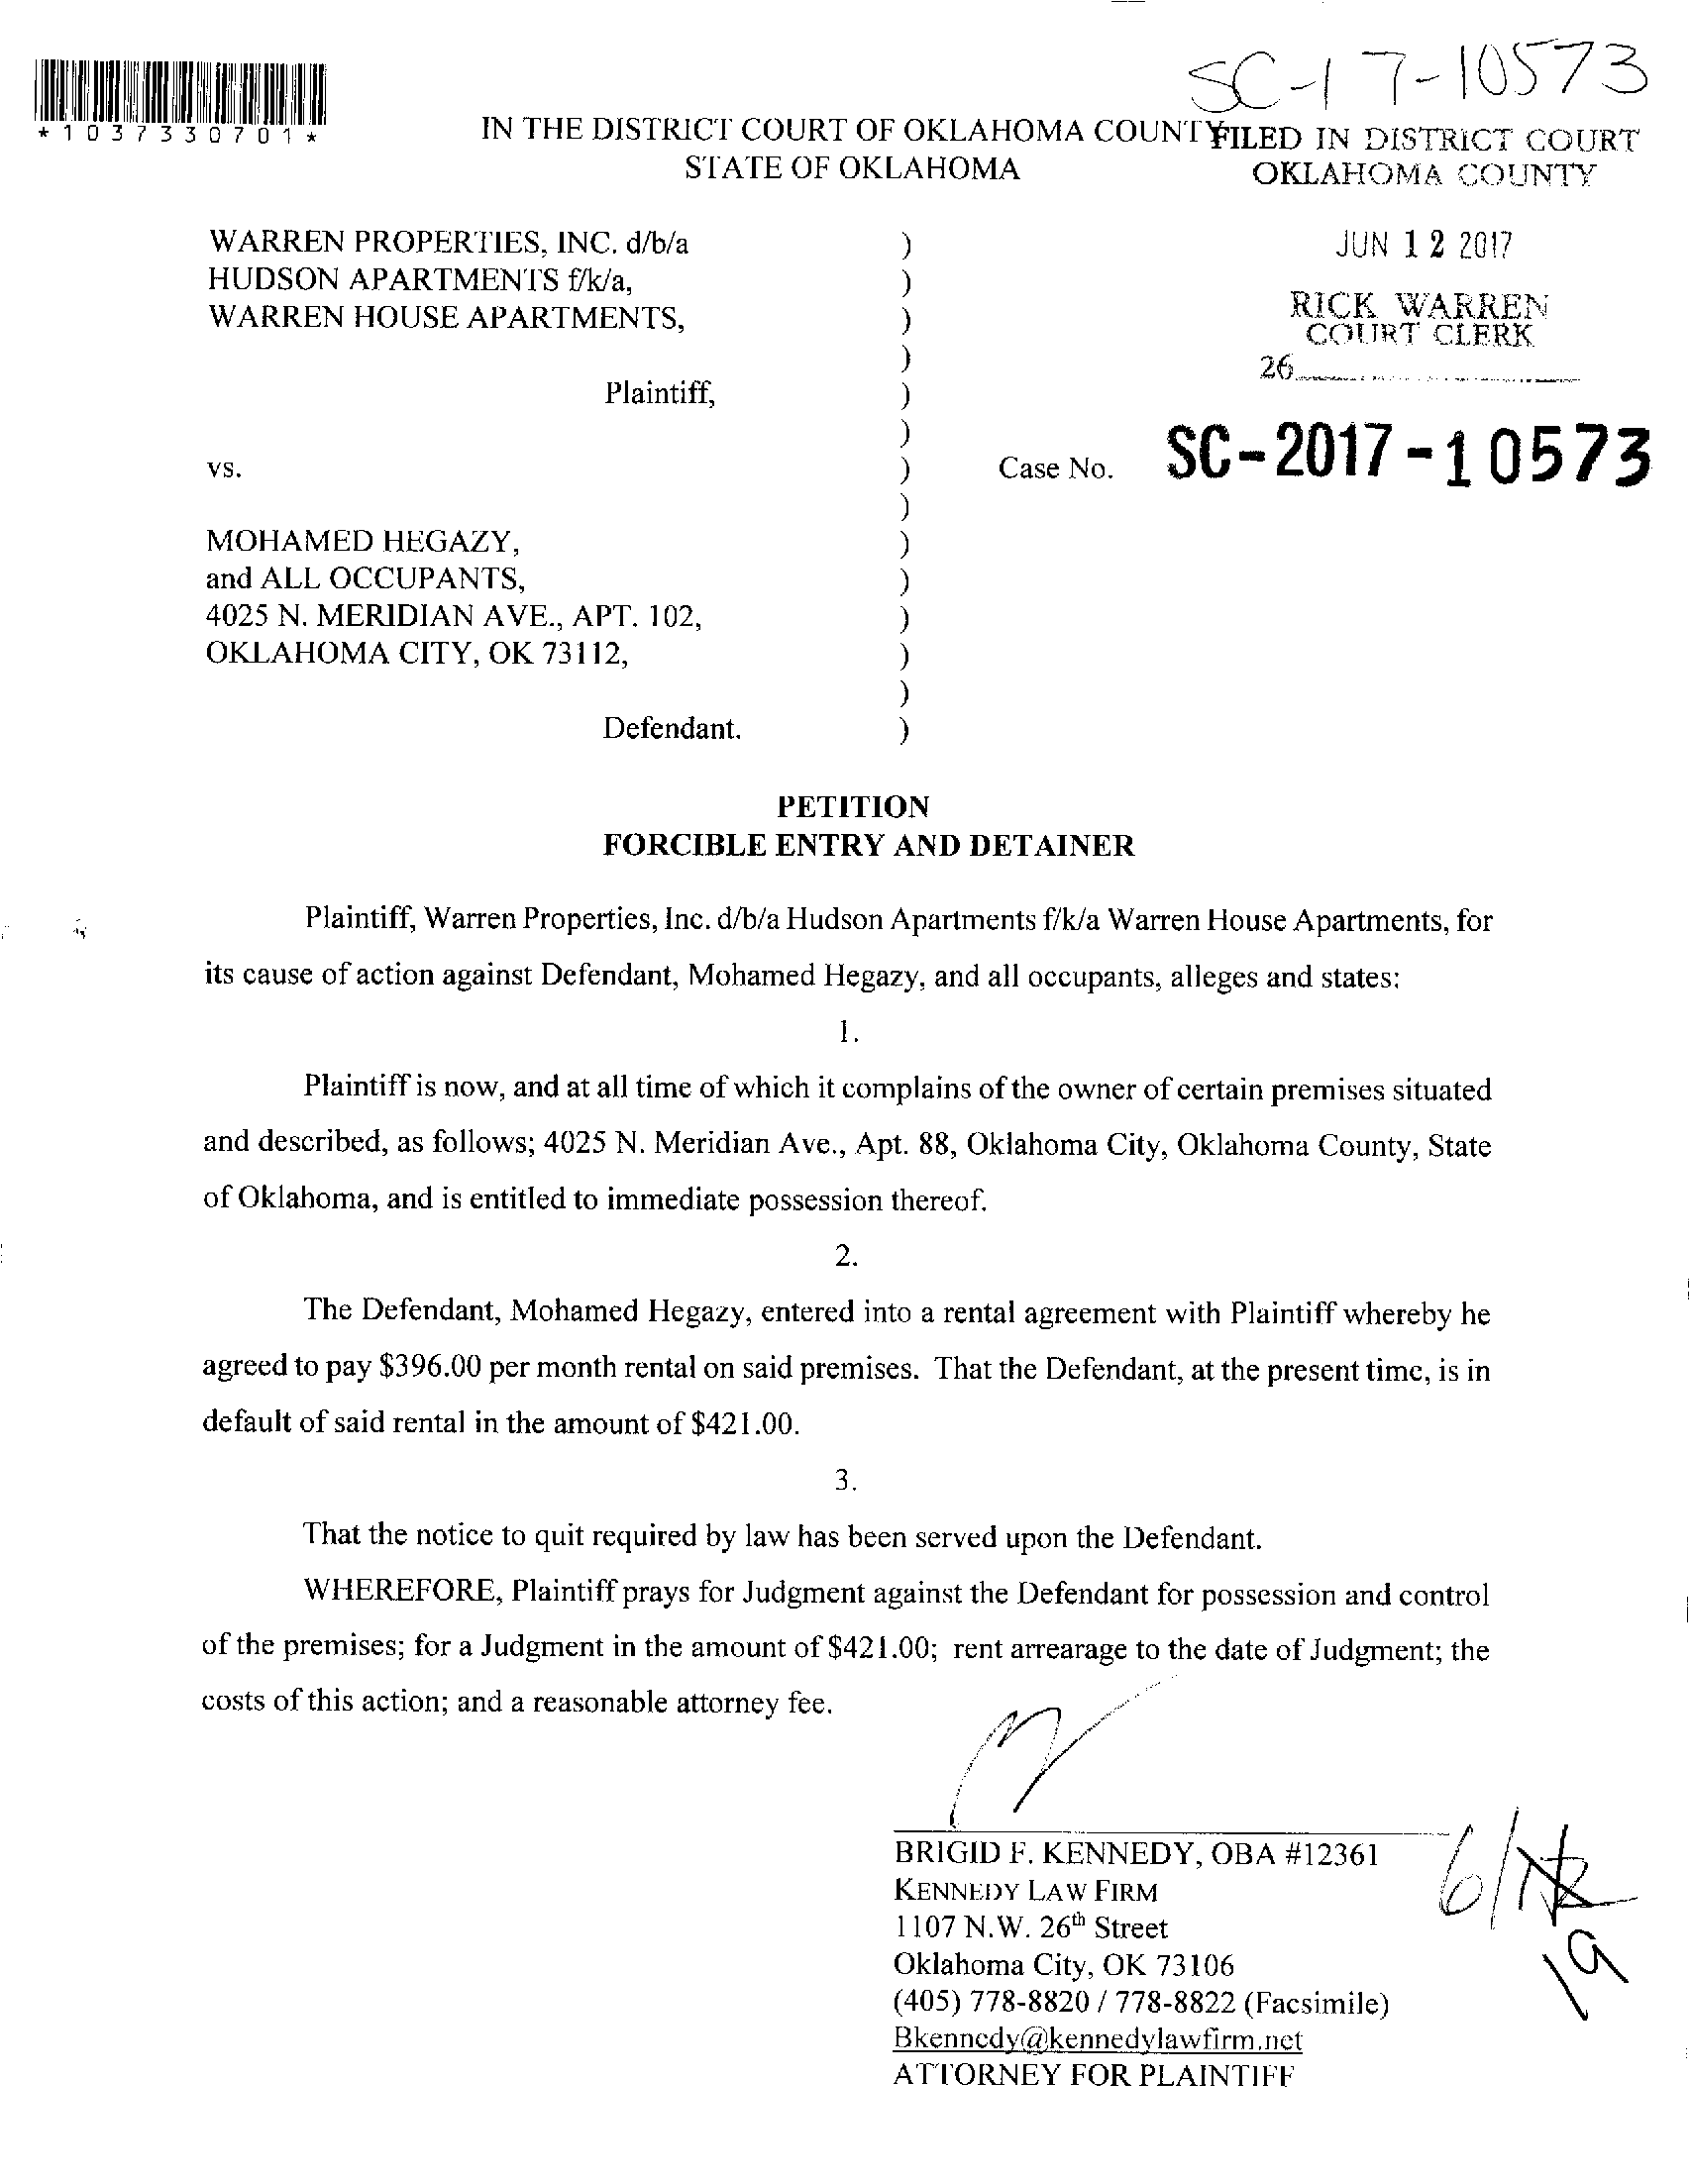 SC-17-10573
*1037330701*
IN THE DISTRICT COURT OF OKLAHOMA COUNTY
STATE OF OKLAHOMA
FILED IN DISTRICT COURT
OKLAHOMA COUNTY
JUN 12 2017
RICK WARREN
COURT CLERK
26
WARREN PROPERTIES, INC. d/b/a )
HUDSON APARTMENTS f/k/a, )
WARREN HOUSE APARTMENTS, )
)
Plaintiff, )
)
vs. ) Case No. SC-2017-10573
)
MOHAMED HEGAZY, )
and ALL OCCUPANTS, )
4025 N. MERIDIAN AVE., APT. 102, )
OKLAHOMA CITY, OK 73112, )
)
Defendant. )
PETITION
FORCIBLE ENTRY AND DETAINER
Plaintiff, Warren Properties, Inc. d/b/a Hudson Apartments f/k/a Warren House Apartments, for
its cause of action against Defendant, Mohamed Hegazy, and all occupants, alleges and states:
1.
Plaintiff is now, and at all time of which it complains of the owner of certain premises situated
and described, as follows; 4025 N. Meridian Ave., Apt. 88, Oklahoma City, Oklahoma County, State
of Oklahoma, and is entitled to immediate possession thereof.
2.
The Defendant, Mohamed Hegazy, entered into a rental agreement with Plaintiff whereby he
agreed to pay $396.00 per month rental on said premises. That the Defendant, at the present time, is in
default of said rental in the amount of $421.00.
3.
That the notice to quit required by law has been served upon the Defendant.
WHEREFORE, Plaintiff prays for Judgment against the Defendant for possession and control
of the premises; for a Judgment in the amount of $421.00; rent arrearage to the date of Judgment; the
costs of this action; and a reasonable attorney fee.
BRIGID F. KENNEDY, OBA #12361
KENNEDY LAW FIRM
1107 N.W. 26th Street
Oklahoma City, OK 73106
(405) 778-8820 / 778-8822 (Facsimile)
Bkennedy@kennedylawfirm.net
ATTORNEY FOR PLAINTIFF
6/
19